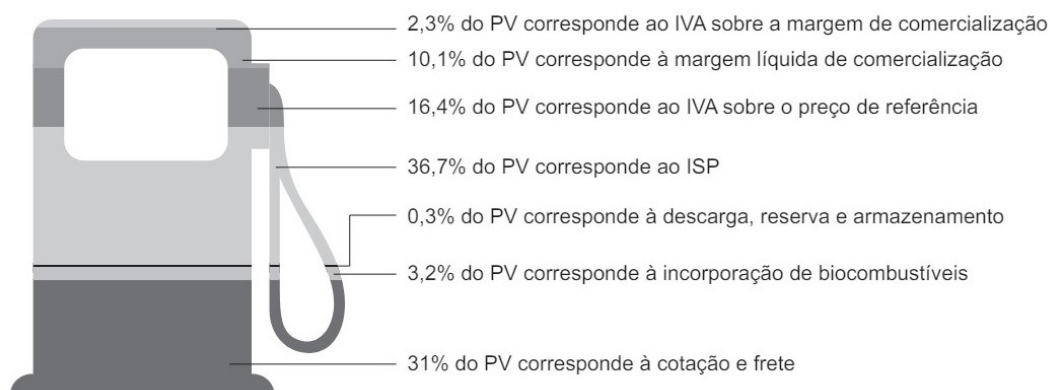 2,3% do PV corresponde ao IVA sobre a margem de comercialização
10,1% do PV corresponde à margem líquida de comercialização
16,4% do PV corresponde ao IVA sobre o preço de referência
36,7% do PV corresponde ao ISP
0,3% do PV corresponde à descarga, reserva e armazenamento
3,2% do PV corresponde à incorporação de biocombustíveis
31% do PV corresponde à cotação e frete